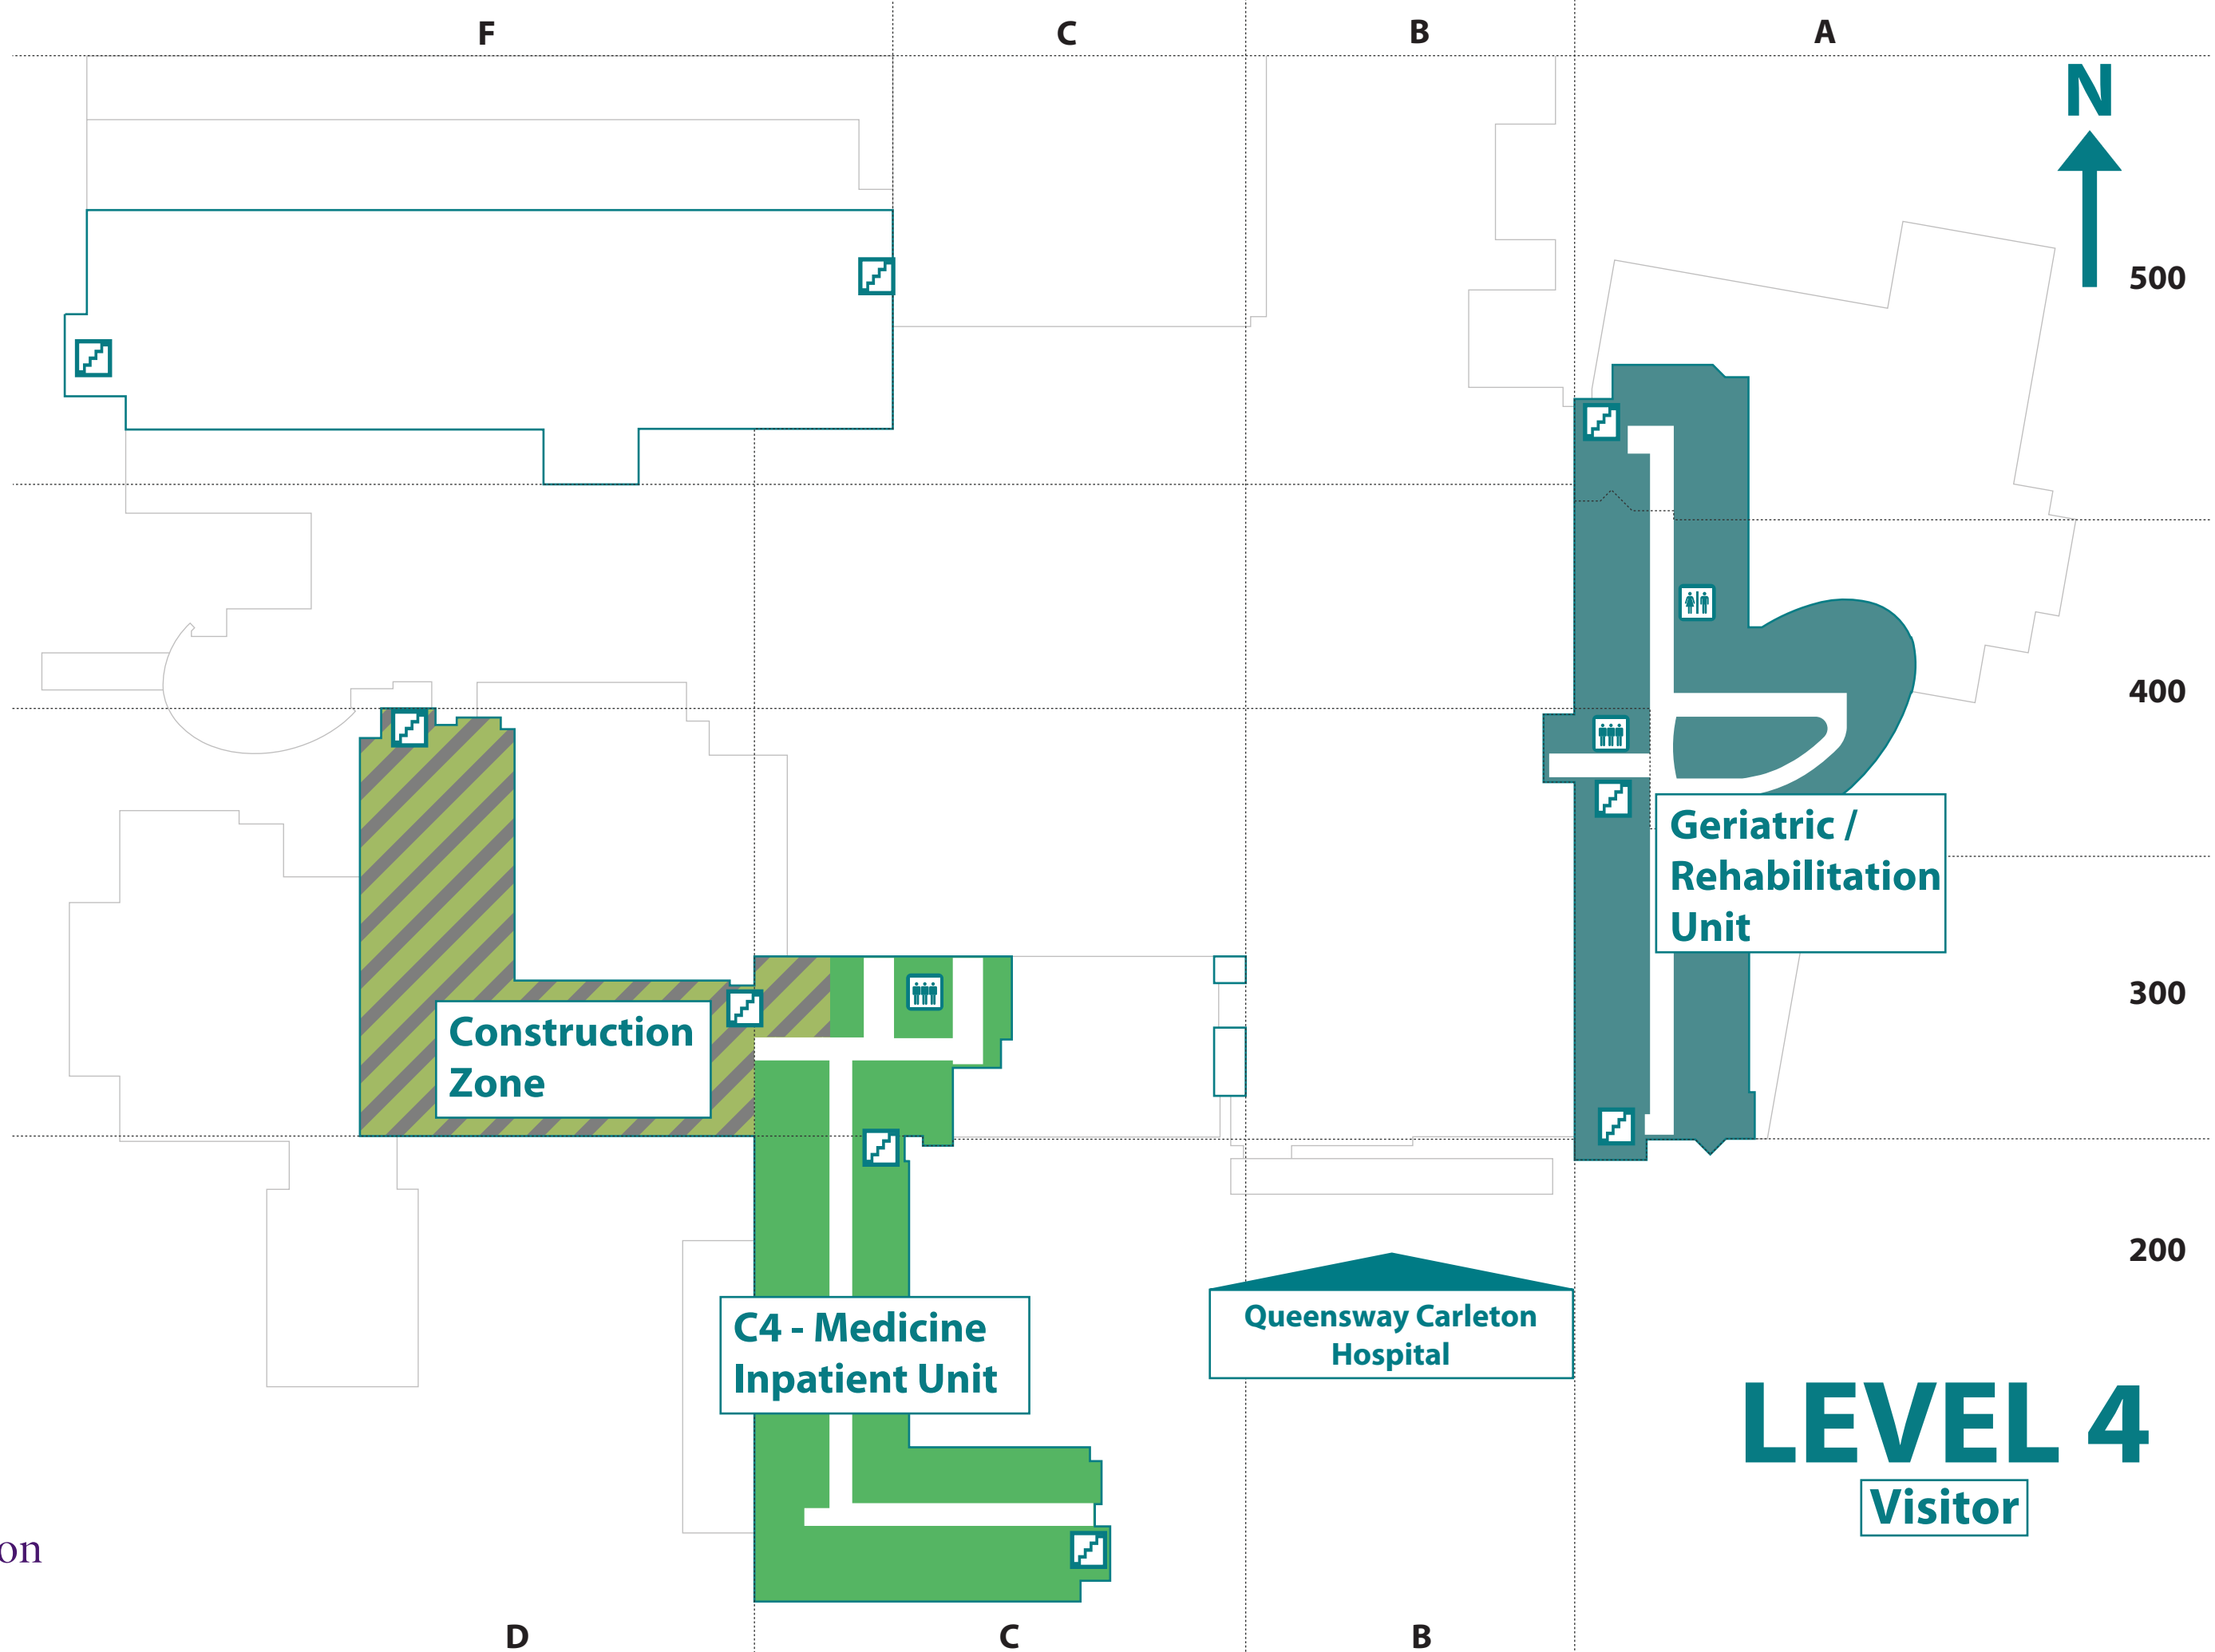 F C B A
N
500
400
Geriatric /
Rehabilitation
Unit
300
Construction
Zone
200
C4 - Medicine
Inpatient Unit
Queensway Carleton
Hospital
LEVEL 4
Visitor
on
D C B